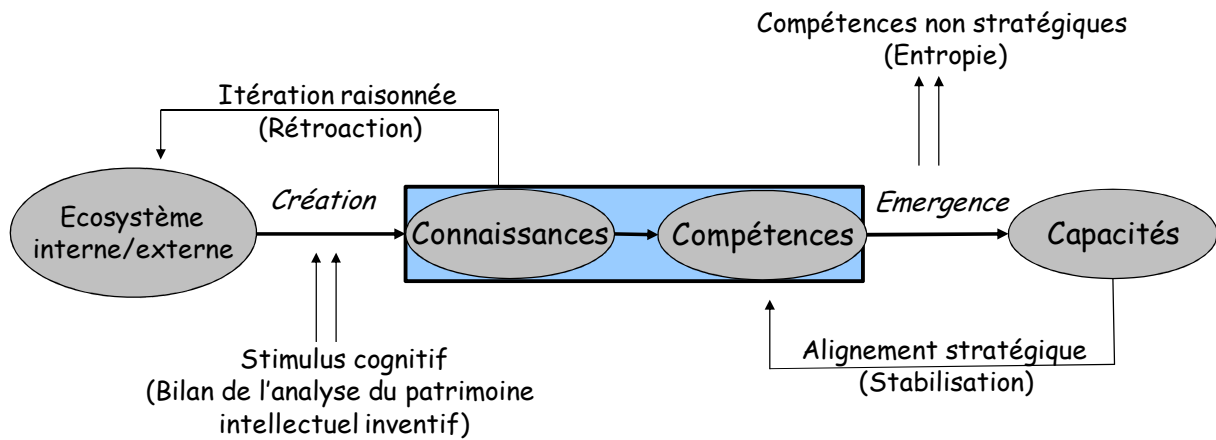 Compétences non stratégiques
(Entropie)
Itération raisonnée
(Rétroaction)
Création
Emergence
Ecosystème
interne/externe
Connaissances
Compétences
Capacités
Stimulus cognitif
(Bilan de l'analyse du patrimoine
intellectuel inventif)
Alignement stratégique
(Stabilisation)